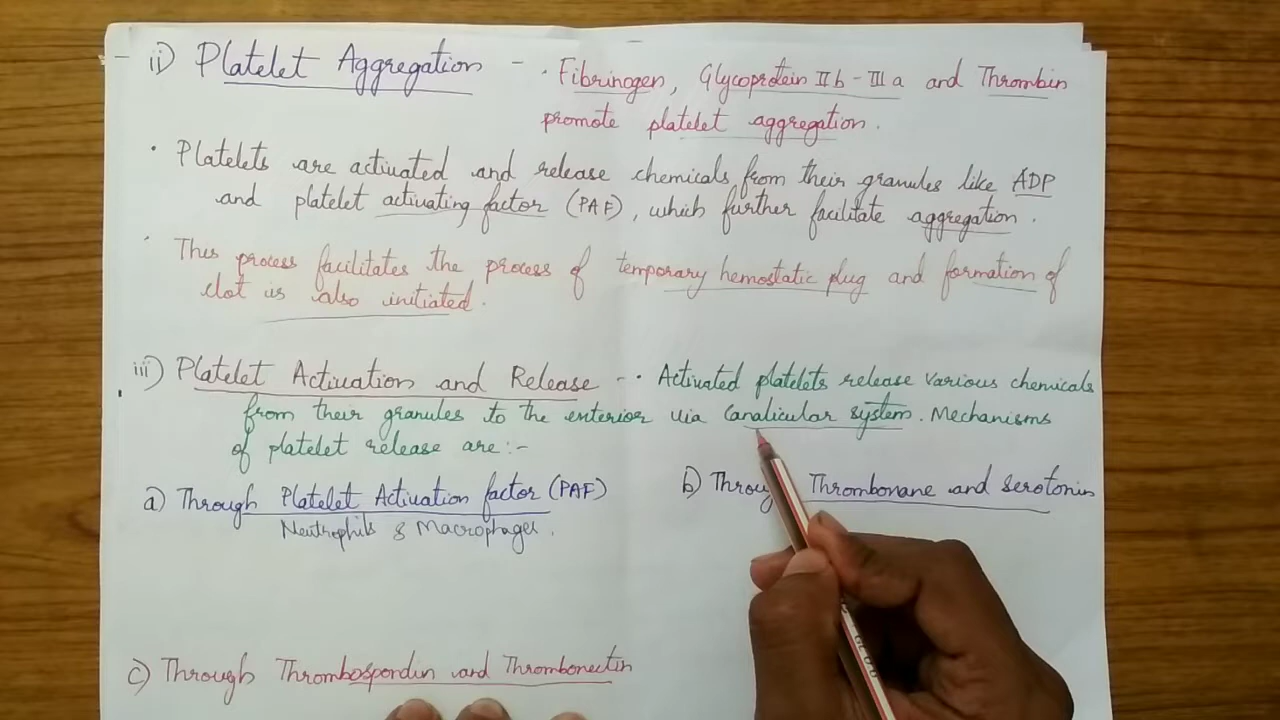 ii) Platelet Aggregation - · Fibrinogen, Glycoprotein IIb - IIIa and Thrombin
promote platelet aggregation.
· Platelets are activated and release chemicals from their granules like ADP
and platelet activating factor (PAF), which further facilitate aggregation.
· This process facilitates the process of temporary hemostatic plug and formation of
clot is also initiated.
iii) Platelet Activation and Release - · Activated platelets release various chemicals
from their granules to the exterior via Canalicular system. Mechanisms
of platelet release are:-
a) Through Platelet Activation factor (PAF)
Neutrophils & Macrophages.
b) Throug Thromboxane and Serotonin
c) Through Thrombospondin and Thombonectin